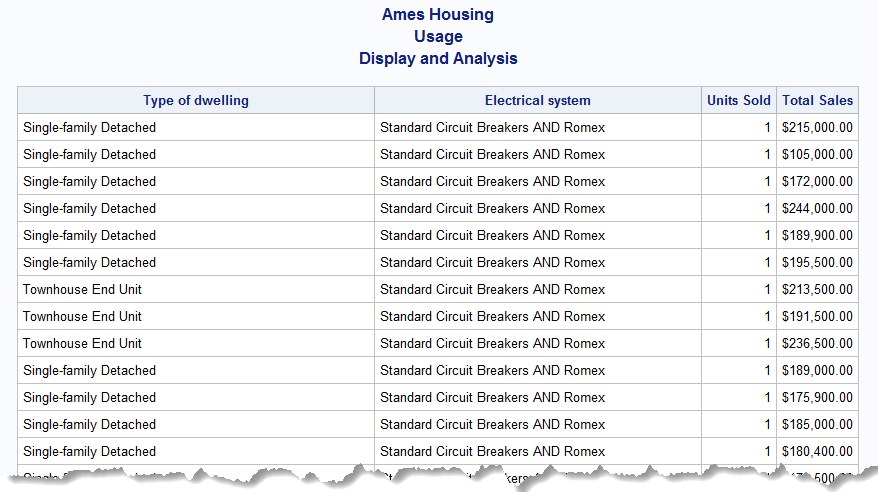 Ames Housing
Usage
Display and Analysis
Type of dwelling Electrical system Units Sold Total Sales
Single-family Detached Standard Circuit Breakers AND Romex 1 $215,000.00
Single-family Detached Standard Circuit Breakers AND Romex 1 $105,000.00
Single-family Detached Standard Circuit Breakers AND Romex 1 $172,000.00
Single-family Detached Standard Circuit Breakers AND Romex 1 $244,000.00
Single-family Detached Standard Circuit Breakers AND Romex 1 $189,900.00
Single-family Detached Standard Circuit Breakers AND Romex 1 $195,500.00
Townhouse End Unit Standard Circuit Breakers AND Romex 1 $213,500.00
Townhouse End Unit Standard Circuit Breakers AND Romex 1 $191,500.00
Townhouse End Unit Standard Circuit Breakers AND Romex 1 $236,500.00
Single-family Detached Standard Circuit Breakers AND Romex 1 $189,000.00
Single-family Detached Standard Circuit Breakers AND Romex 1 $175,900.00
Single-family Detached Standard Circuit Breakers AND Romex 1 $185,000.00
Single-family Detached Standard Circuit Breakers AND Romex 1 $180,400.00